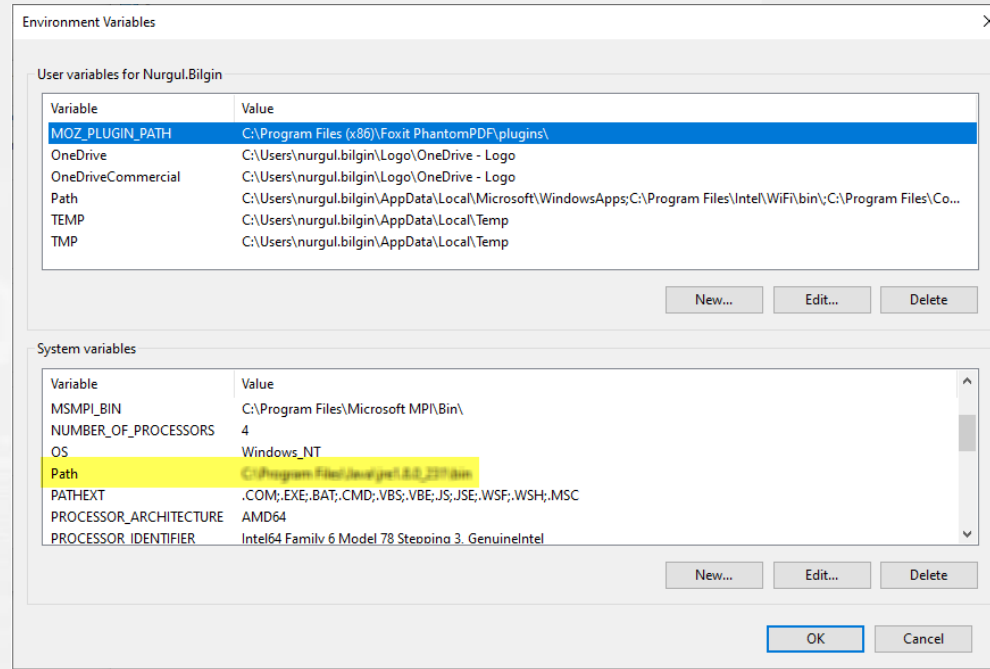 Environment Variables
User variables for Nurgul.Bilgin
Variable Value
MOZ_PLUGIN_PATH C:\Program Files (x86)\Foxit PhantomPDF\plugins\
OneDrive C:\Users\nurgul.bilgin\Logo\OneDrive - Logo
OneDriveCommercial C:\Users\nurgul.bilgin\Logo\OneDrive - Logo
Path C:\Users\nurgul.bilgin\AppData\Local\Microsoft\WindowsApps;C:\Program Files\Intel\WiFi\bin\;C:\Program Files\Co...
TEMP C:\Users\nurgul.bilgin\AppData\Local\Temp
TMP C:\Users\nurgul.bilgin\AppData\Local\Temp
New... Edit... Delete
System variables
Variable Value
MSMPI_BIN C:\Program Files\Microsoft MPI\Bin\
NUMBER_OF_PROCESSORS 4
OS Windows_NT
Path
PATHEXT .COM;.EXE;.BAT;.CMD;.VBS;.VBE;.JS;.JSE;.WSF;.WSH;.MSC
PROCESSOR_ARCHITECTURE AMD64
PROCESSOR IDENTIFIER Intel64 Family 6 Model 78 Stepping 3, GenuineIntel
New... Edit... Delete
OK Cancel